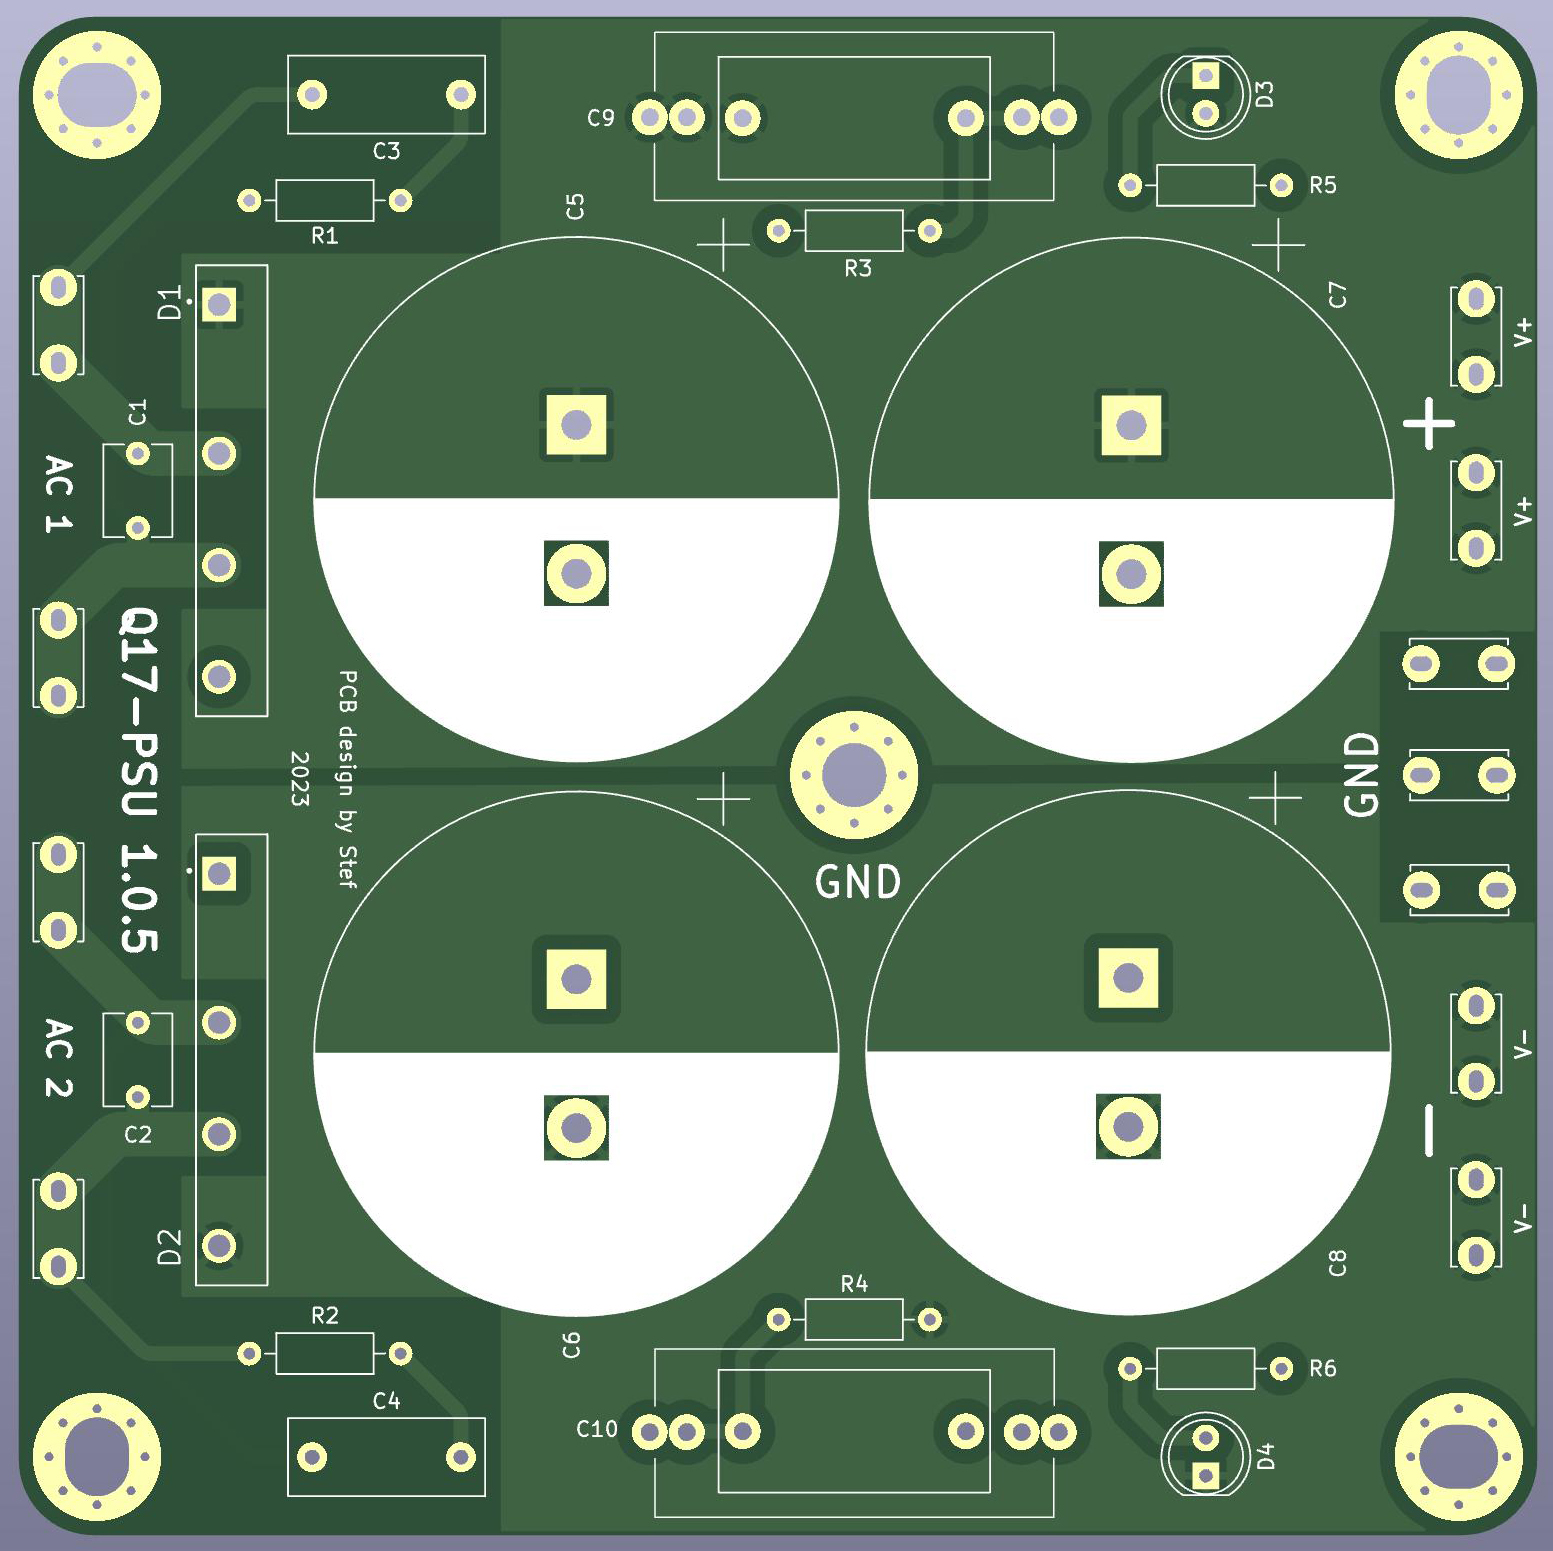 C3
R1
C5
C9
R3
D3
R5
C7
D1
C1
AC 1
V+
+
V+
Q17-PSU 1.0.5
PCB design by Stef
2023
GND
GND
AC 2
C2
D2
V-
-
V-
C8
R2
C4
C6
R4
C10
R6
D4